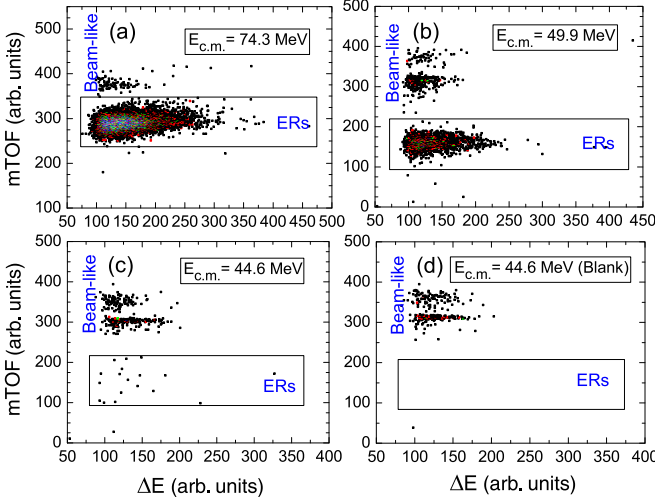 (a)
E_c.m. = 74.3 MeV
Beam-like
ERs
mTOF (arb. units)
550
500
400
300
200
100
50 100 150 200 250 300 350 400 450 500
(b)
E_c.m. = 49.9 MeV
Beam-like
ERs
500
400
300
200
100
0
50 100 150 200 250 300 350 400 450
(c)
E_c.m. = 44.6 MeV
Beam-like
ERs
mTOF (arb. units)
500
400
300
200
100
0
50 100 150 200 250 300 350 400
ΔE (arb. units)
(d)
E_c.m. = 44.6 MeV (Blank)
Beam-like
ERs
500
400
300
200
100
0
50 100 150 200 250 300 350 400
ΔE (arb. units)